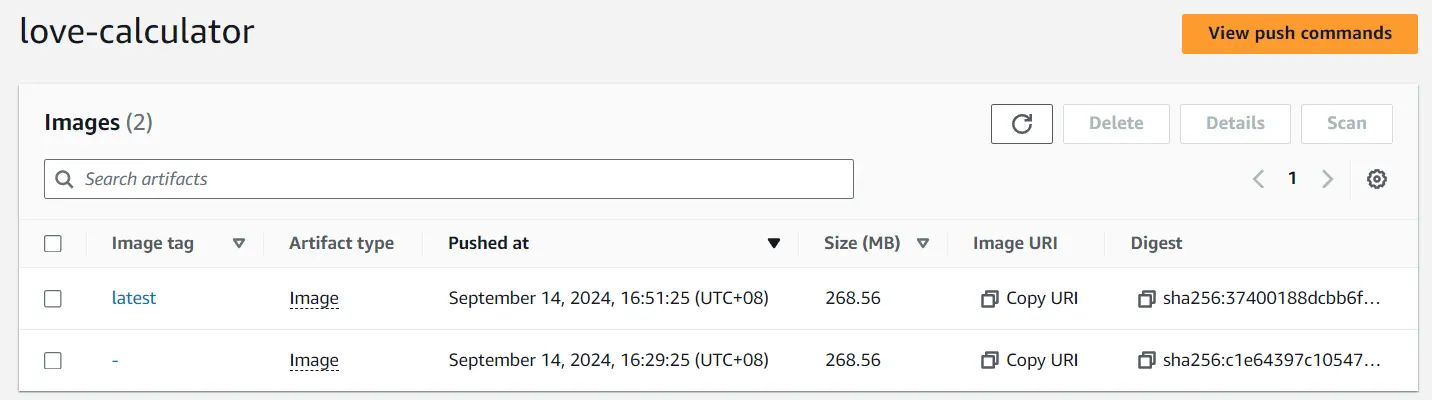 love-calculator
View push commands
Images (2)
Delete
Details
Scan
Search artifacts
1
Image tag Artifact type Pushed at Size (MB) Image URI Digest
latest Image September 14, 2024, 16:51:25 (UTC+08) 268.56 Copy URI sha256:37400188dcbb6f...
- Image September 14, 2024, 16:29:25 (UTC+08) 268.56 Copy URI sha256:c1e64397c10547...